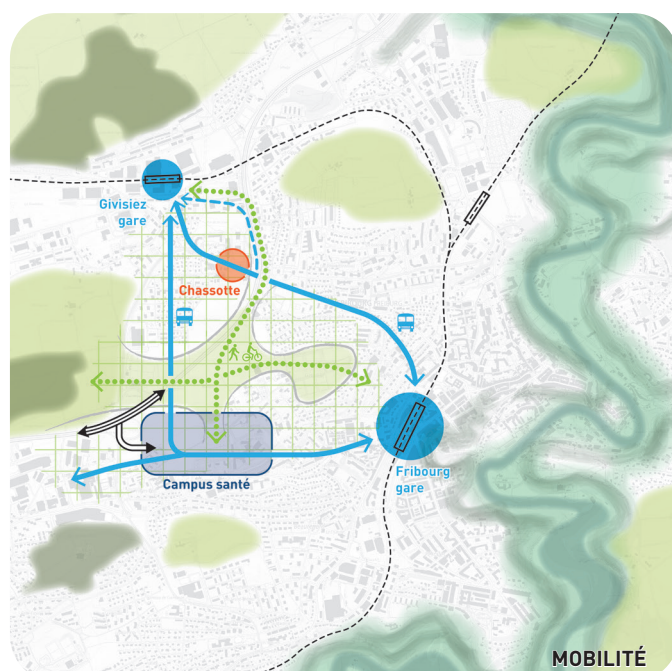 Givisiez
gare
Chassotte
Campus santé
Fribourg
gare
MOBILITÉ